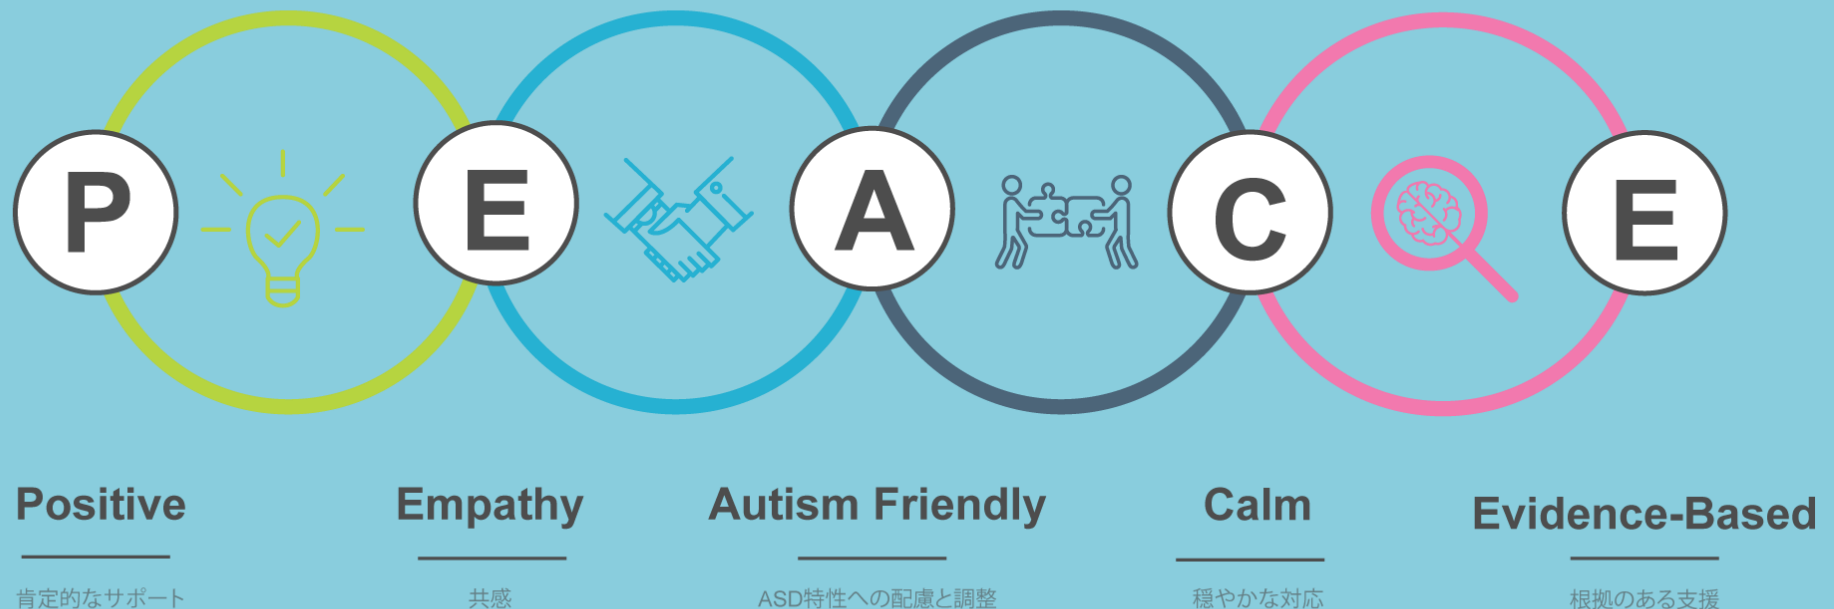 P E A C E
Positive
Empathy
Autism Friendly
Calm
Evidence-Based
肯定的なサポート
共感
ASD特性への配慮と調整
穏やかな対応
根拠のある支援